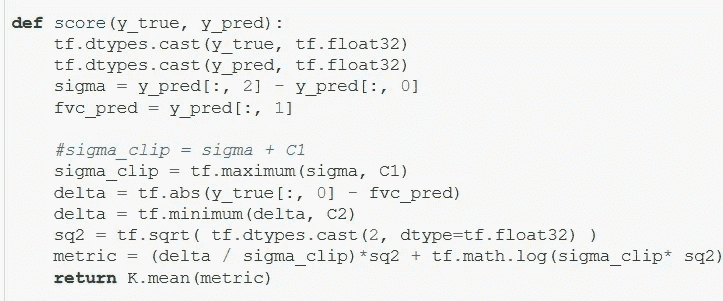 def score(y_true, y_pred):
    tf.dtypes.cast(y_true, tf.float32)
    tf.dtypes.cast(y_pred, tf.float32)
    sigma = y_pred[:, 2] - y_pred[:, 0]
    fvc_pred = y_pred[:, 1]

    #sigma_clip = sigma + C1
    sigma_clip = tf.maximum(sigma, C1)
    delta = tf.abs(y_true[:, 0] - fvc_pred)
    delta = tf.minimum(delta, C2)
    sq2 = tf.sqrt( tf.dtypes.cast(2, dtype=tf.float32) )
    metric = (delta / sigma_clip)*sq2 + tf.math.log(sigma_clip* sq2)
    return K.mean(metric)